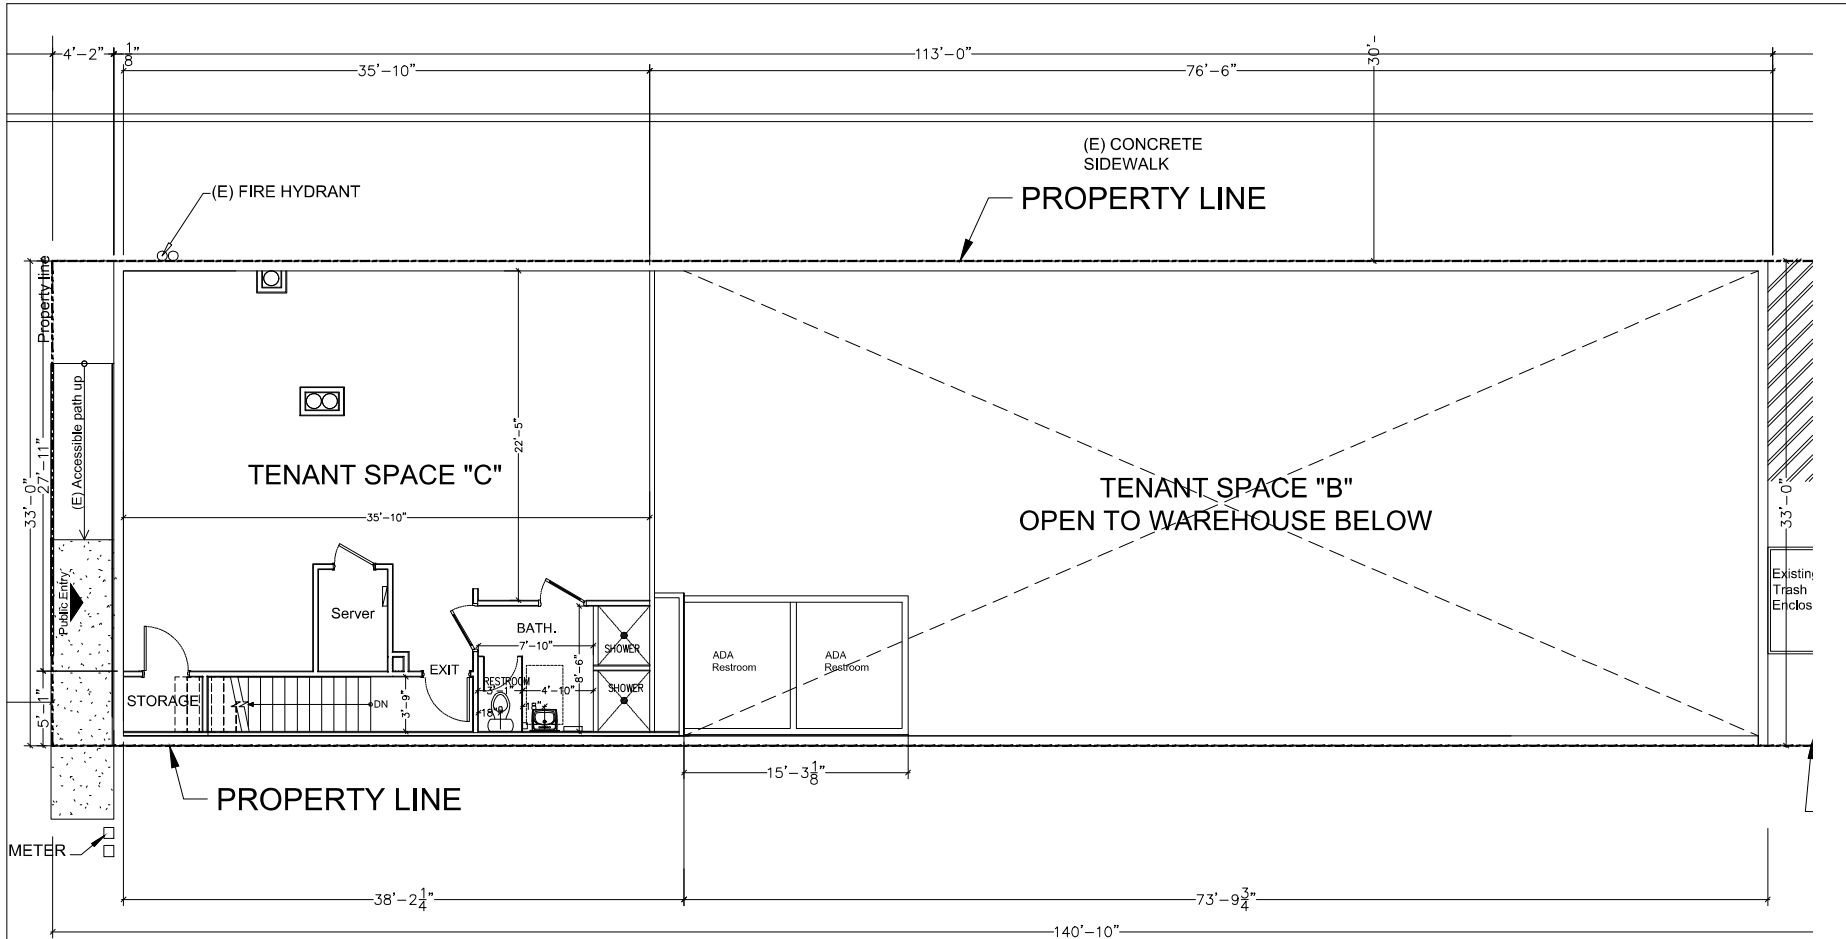 4'-2"
1/8"
113'-0"
30'-
35'-10"
76'-6"
(E) CONCRETE
SIDEWALK
PROPERTY LINE
(E) FIRE HYDRANT
Property line
(E) Accessible path up
33'-0"
27'-11"
22'-5"
TENANT SPACE "C"
35'-10"
TENANT SPACE "B"
OPEN TO WAREHOUSE BELOW
33'-0"
Public Entry
Server
BATH.
7'-10"
8'-6"
SHOWER
EXIT
ADA
Restroom
ADA
Restroom
Existing
Trash
Enclos
STORAGE
DN
3'-9"
RESTROOM
3'-1"
4'-10"
SHOWER
18"
18"
5'-1"
15'-3 1/8"
PROPERTY LINE
METER
38'-2 1/4"
73'-9 3/4"
140'-10"